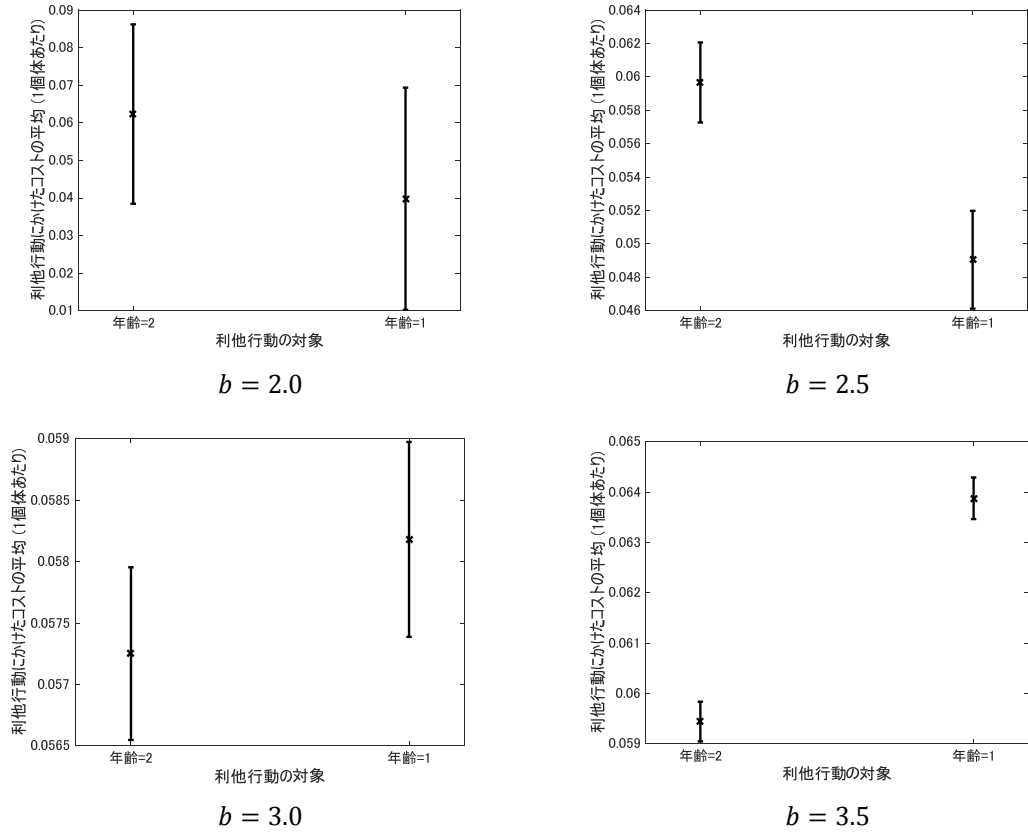 利他行動にかけたコストの平均 (1個体あたり)
0.09
0.08
0.07
0.06
0.05
0.04
0.03
0.02
0.01
年齢=2
年齢=1
利他行動の対象
b = 2.0
利他行動にかけたコストの平均 (1個体あたり)
0.064
0.062
0.06
0.058
0.056
0.054
0.052
0.05
0.048
0.046
年齢=2
年齢=1
利他行動の対象
b = 2.5
利他行動にかけたコストの平均 (1個体あたり)
0.059
0.0585
0.058
0.0575
0.057
0.0565
年齢=2
年齢=1
利他行動の対象
b = 3.0
利他行動にかけたコストの平均 (1個体あたり)
0.065
0.064
0.063
0.062
0.061
0.06
0.059
年齢=2
年齢=1
利他行動の対象
b = 3.5